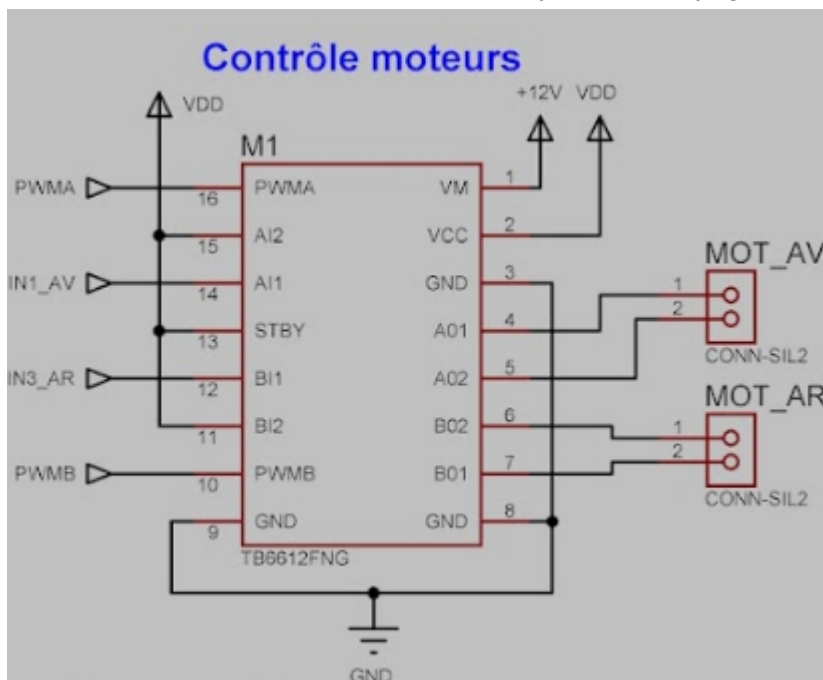 Contrôle moteurs
VDD
+12V VDD
M1
PWMA
16 PWMA
VM 1
15 AI2
VCC 2
IN1_AV
14 AI1
GND 3
13 STBY
A01 4
IN3_AR
12 BI1
A02 5
11 BI2
B02 6
PWMB
10 PWMB
B01 7
9 GND
GND 8
TB6612FNG
MOT_AV
1
2
CONN-SIL2
MOT_AR
1
2
CONN-SIL2
GND